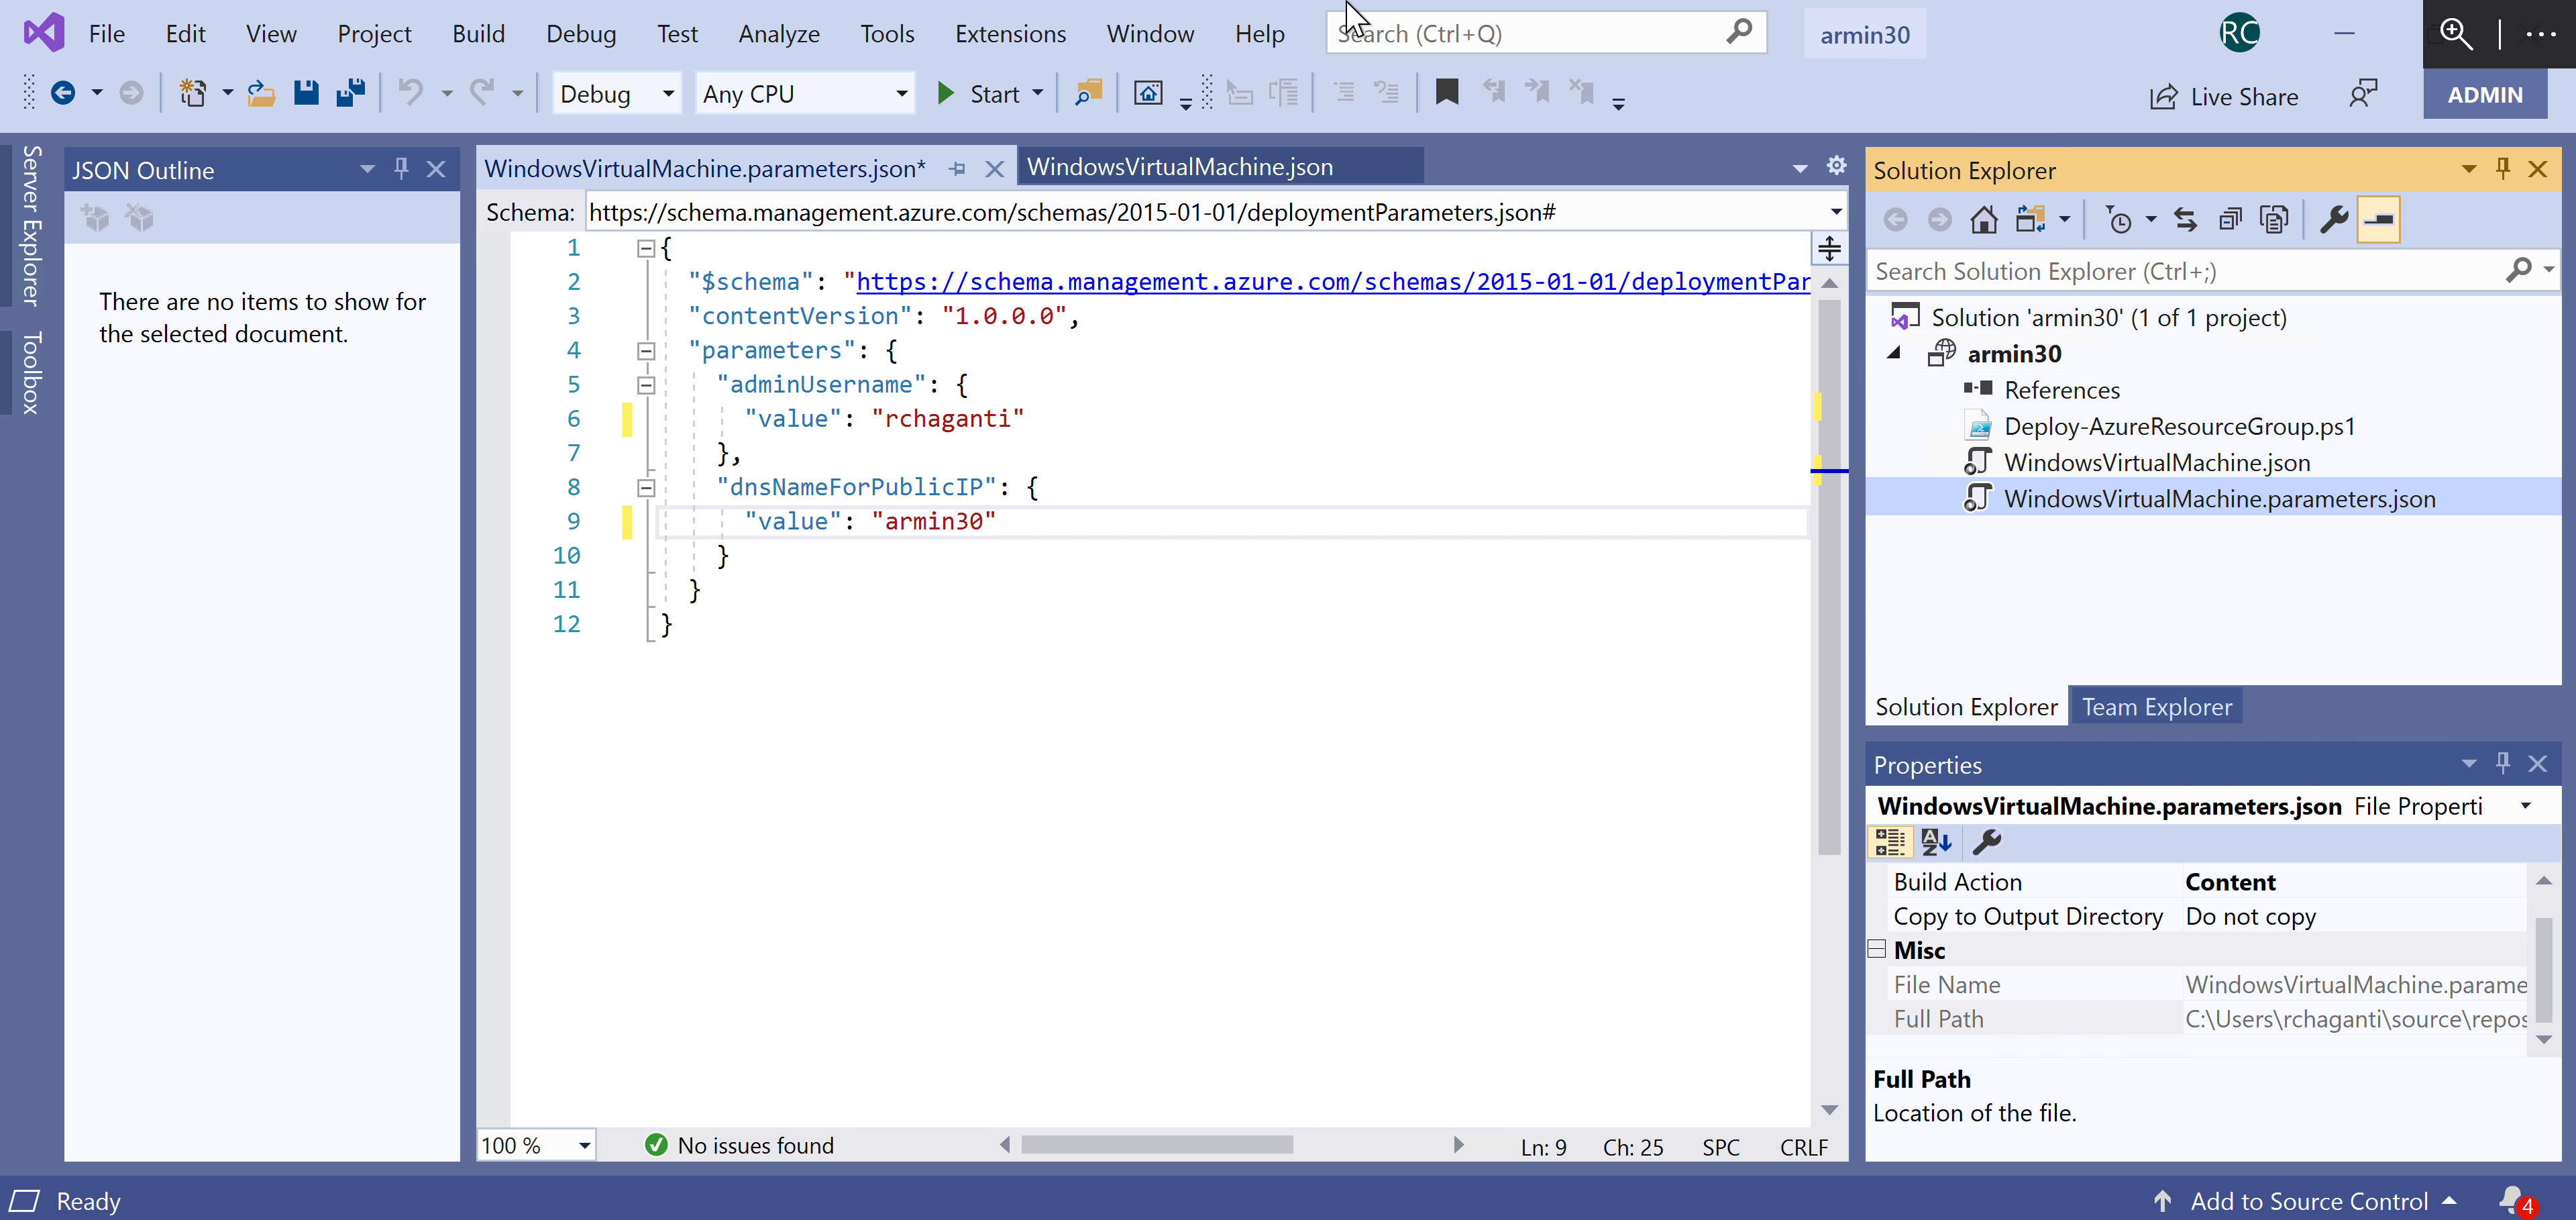 File Edit View Project Build Debug Test Analyze Tools Extensions Window Help Search (Ctrl+Q) armin30 RC
Debug Any CPU Start Live Share ADMIN
Server Explorer
Toolbox
JSON Outline
There are no items to show for
the selected document.
WindowsVirtualMachine.parameters.json* WindowsVirtualMachine.json
Schema: https://schema.management.azure.com/schemas/2015-01-01/deploymentParameters.json#
1 {
2 "$schema": "https://schema.management.azure.com/schemas/2015-01-01/deploymentPar
3 "contentVersion": "1.0.0.0",
4 "parameters": {
5 "adminUsername": {
6 "value": "rchaganti"
7 },
8 "dnsNameForPublicIP": {
9 "value": "armin30"
10 }
11 }
12 }
100 % No issues found Ln: 9 Ch: 25 SPC CRLF
Solution Explorer
Search Solution Explorer (Ctrl+;)
Solution 'armin30' (1 of 1 project)
armin30
References
Deploy-AzureResourceGroup.ps1
WindowsVirtualMachine.json
WindowsVirtualMachine.parameters.json
Solution Explorer Team Explorer
Properties
WindowsVirtualMachine.parameters.json File Properti
Build Action Content
Copy to Output Directory Do not copy
Misc
File Name WindowsVirtualMachine.parame
Full Path C:\Users\rchaganti\source\repos
Full Path
Location of the file.
Ready Add to Source Control 4